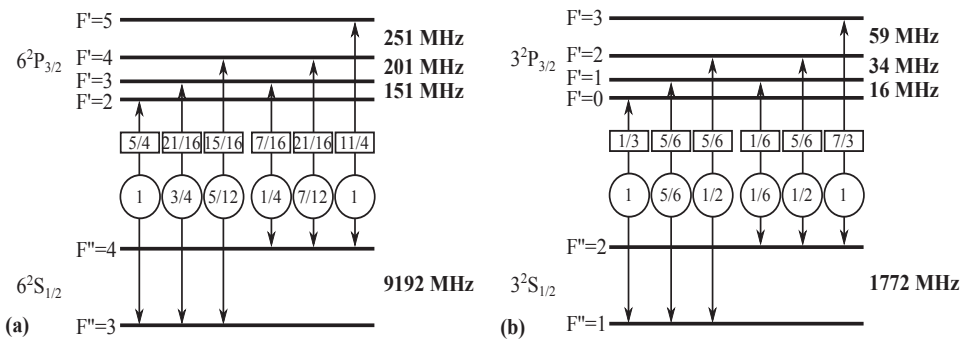 F'=5
251 MHz
6²P₃/₂
F'=4
201 MHz
F'=3
151 MHz
F'=2
5/4 21/16 15/16 7/16 21/16 11/4
1 3/4 5/12 1/4 7/12 1
F''=4
6²S₁/₂
9192 MHz
(a)
F''=3
F'=3
59 MHz
3²P₃/₂
F'=2
34 MHz
F'=1
16 MHz
F'=0
1/3 5/6 5/6 1/6 5/6 7/3
1 5/6 1/2 1/6 1/2 1
F''=2
3²S₁/₂
1772 MHz
(b)
F''=1